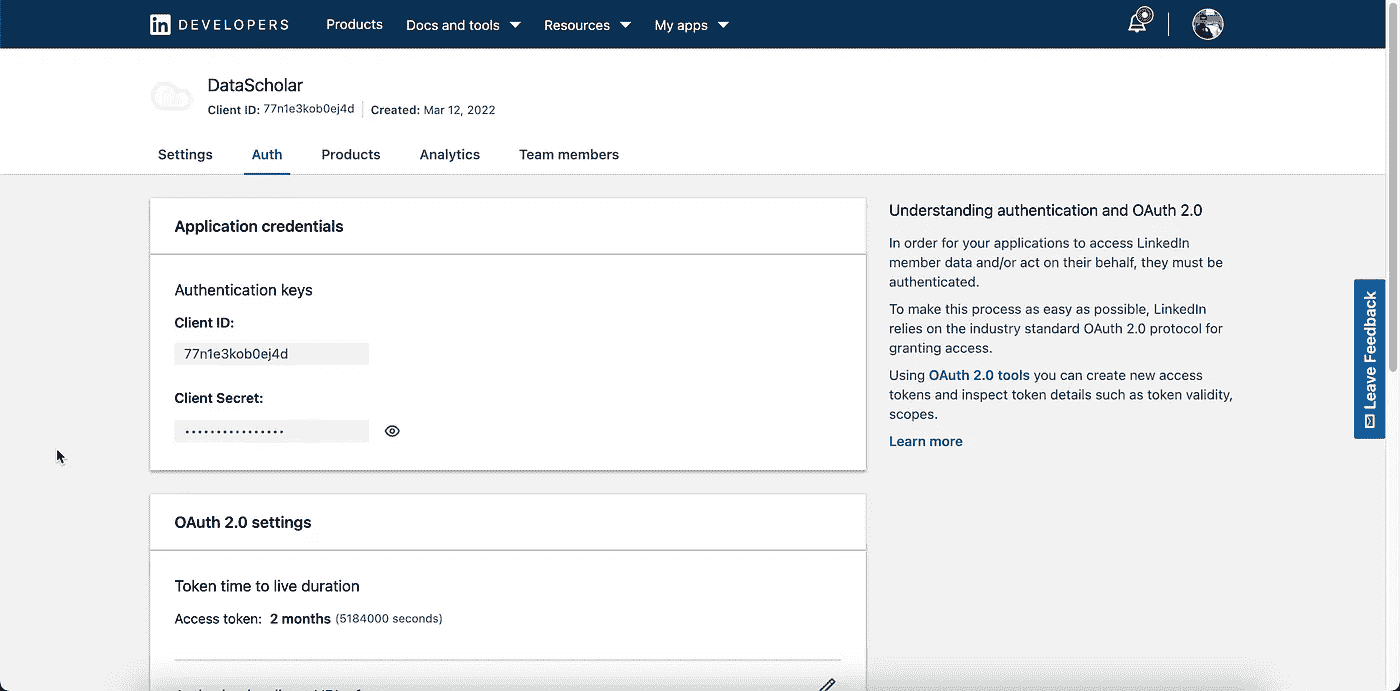 in DEVELOPERS Products Docs and tools Resources My apps
DataScholar
Client ID: 77n1e3kob0ej4d Created: Mar 12, 2022
Settings Auth Products Analytics Team members
Application credentials
Authentication keys
Client ID:
77n1e3kob0ej4d
Client Secret:
••••••••••••••••
OAuth 2.0 settings
Token time to live duration
Access token: 2 months (5184000 seconds)
Understanding authentication and OAuth 2.0
In order for your applications to access LinkedIn
member data and/or act on their behalf, they must be
authenticated.
To make this process as easy as possible, LinkedIn
relies on the industry standard OAuth 2.0 protocol for
granting access.
Using OAuth 2.0 tools you can create new access
tokens and inspect token details such as token validity,
scopes.
Learn more
Leave Feedback